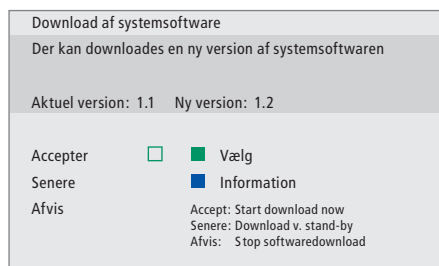 Download af systemsoftware
Der kan downloades en ny version af systemsoftwaren
Aktuel version: 1.1 Ny version: 1.2
Accepter Vælg
Senere Information
Afvis Accept: Start download now
Senere: Download v. stand-by
Afvis: Stop softwaredownload